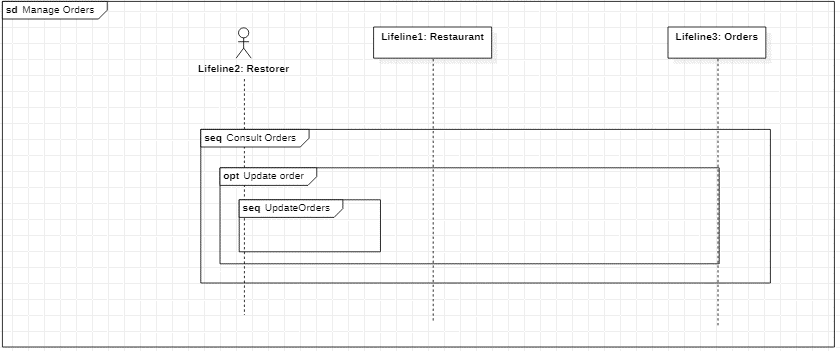 sd Manage Orders
Lifeline1: Restaurant
Lifeline3: Orders
Lifeline2: Restorer
seq Consult Orders
opt Update order
seq UpdateOrders